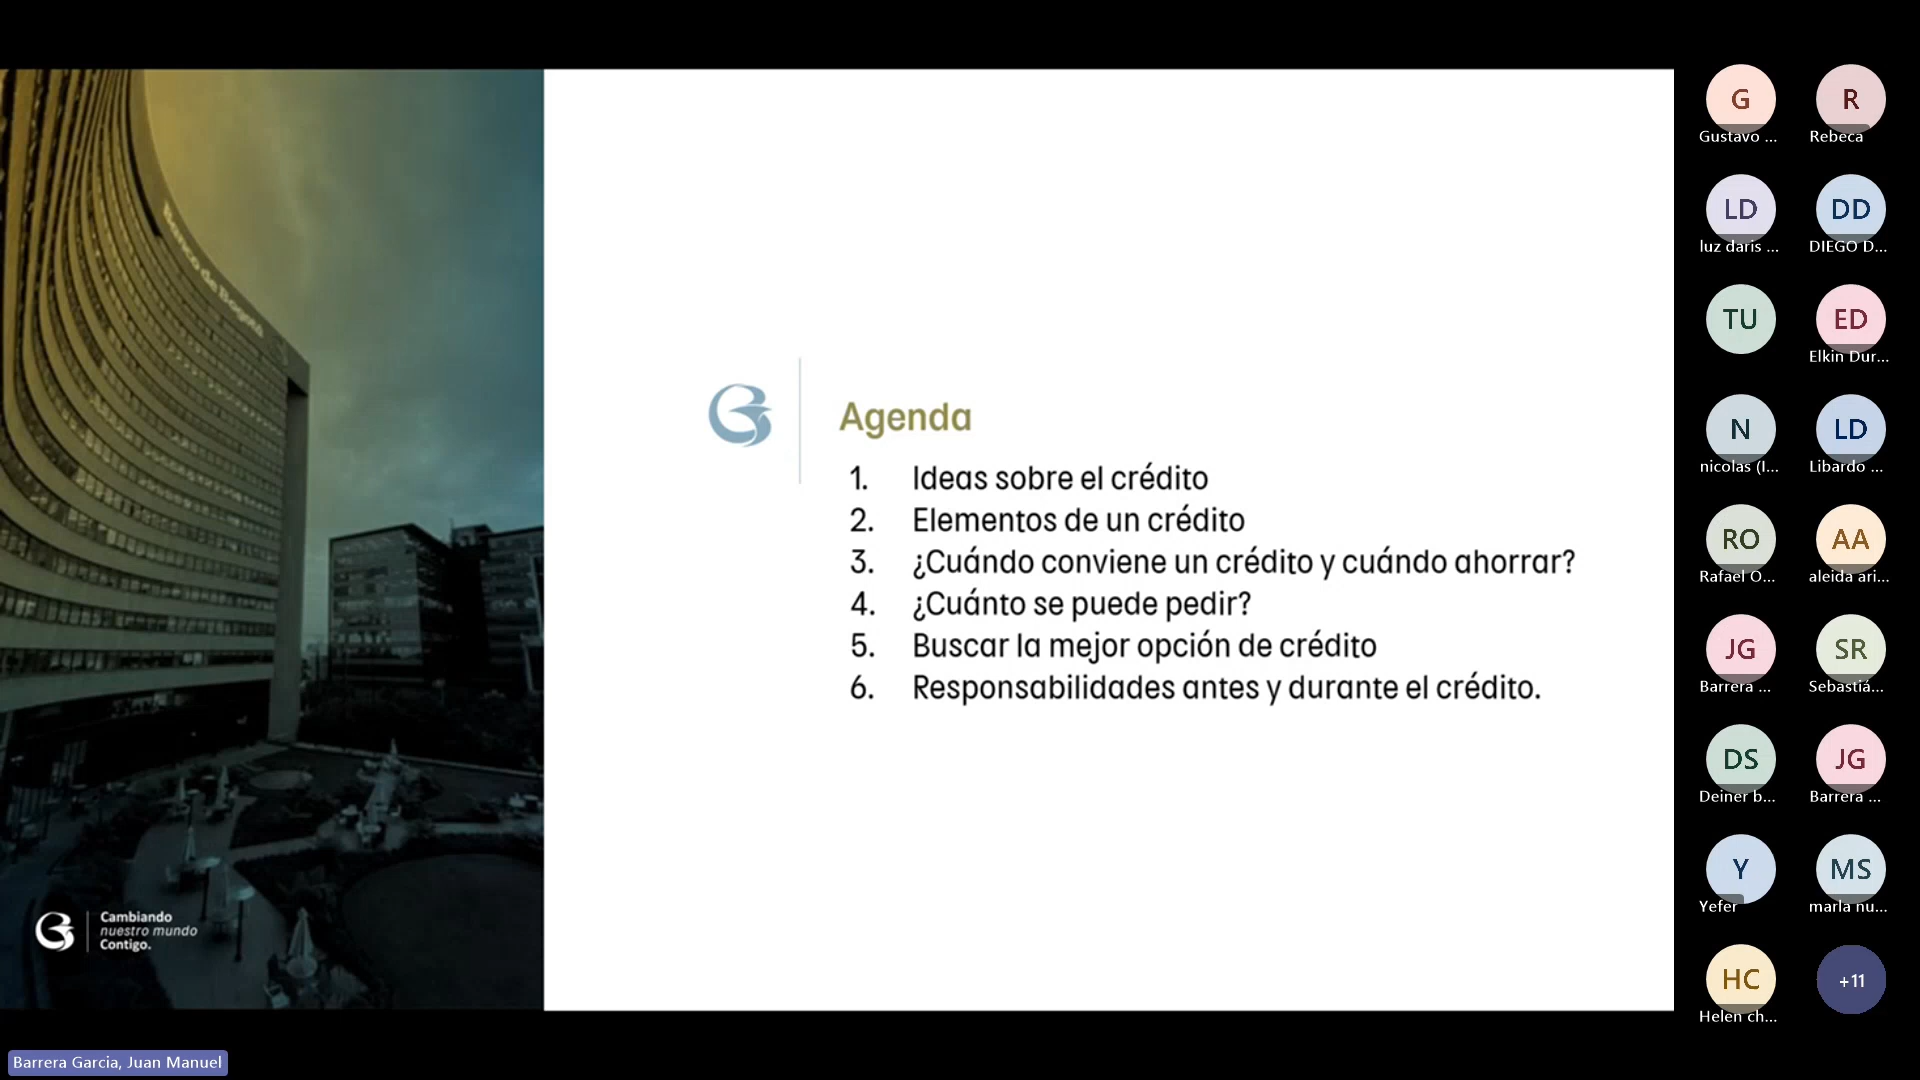 Banco de Bogotá
Agenda
1. Ideas sobre el crédito
2. Elementos de un crédito
3. ¿Cuándo conviene un crédito y cuándo ahorrar?
4. ¿Cuánto se puede pedir?
5. Buscar la mejor opción de crédito
6. Responsabilidades antes y durante el crédito.
Cambiando
nuestro mundo
Contigo.
Barrera Garcia, Juan Manuel
G
Gustavo ...
R
Rebeca
LD
luz daris ...
DD
DIEGO D...
TU
ED
Elkin Dur...
N
nicolas (I...
LD
Libardo ...
RO
Rafael O...
AA
aleida ari...
JG
Barrera ...
SR
Sebastiá...
DS
Deiner b...
JG
Barrera ...
Y
Yefer
MS
marla nu...
HC
Helen ch...
+11